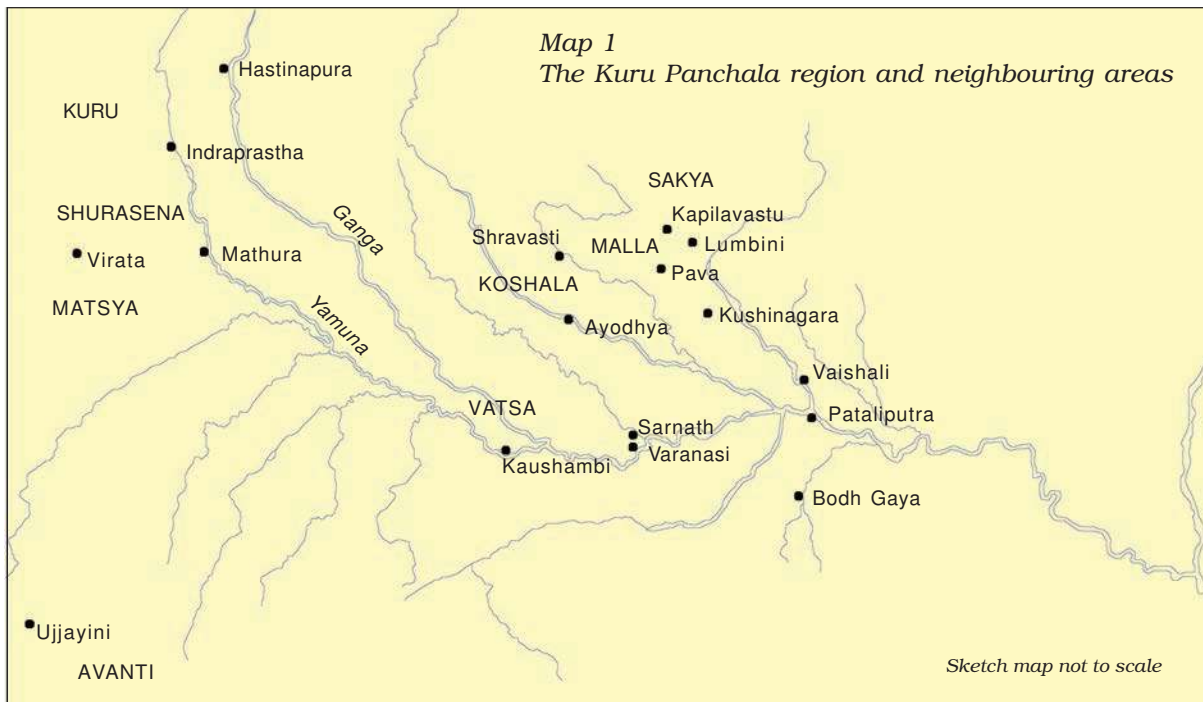 Map 1
The Kuru Panchala region and neighbouring areas
Hastinapura
KURU
Indraprastha
SAKYA
SHURASENA
Ganga
Kapilavastu
Shravasti
MALLA
Lumbini
Virata
Mathura
Pava
KOSHALA
MATSYA
Yamuna
Ayodhya
Kushinagara
Vaishali
VATSA
Pataliputra
Sarnath
Kaushambi
Varanasi
Bodh Gaya
Ujjayini
AVANTI
Sketch map not to scale